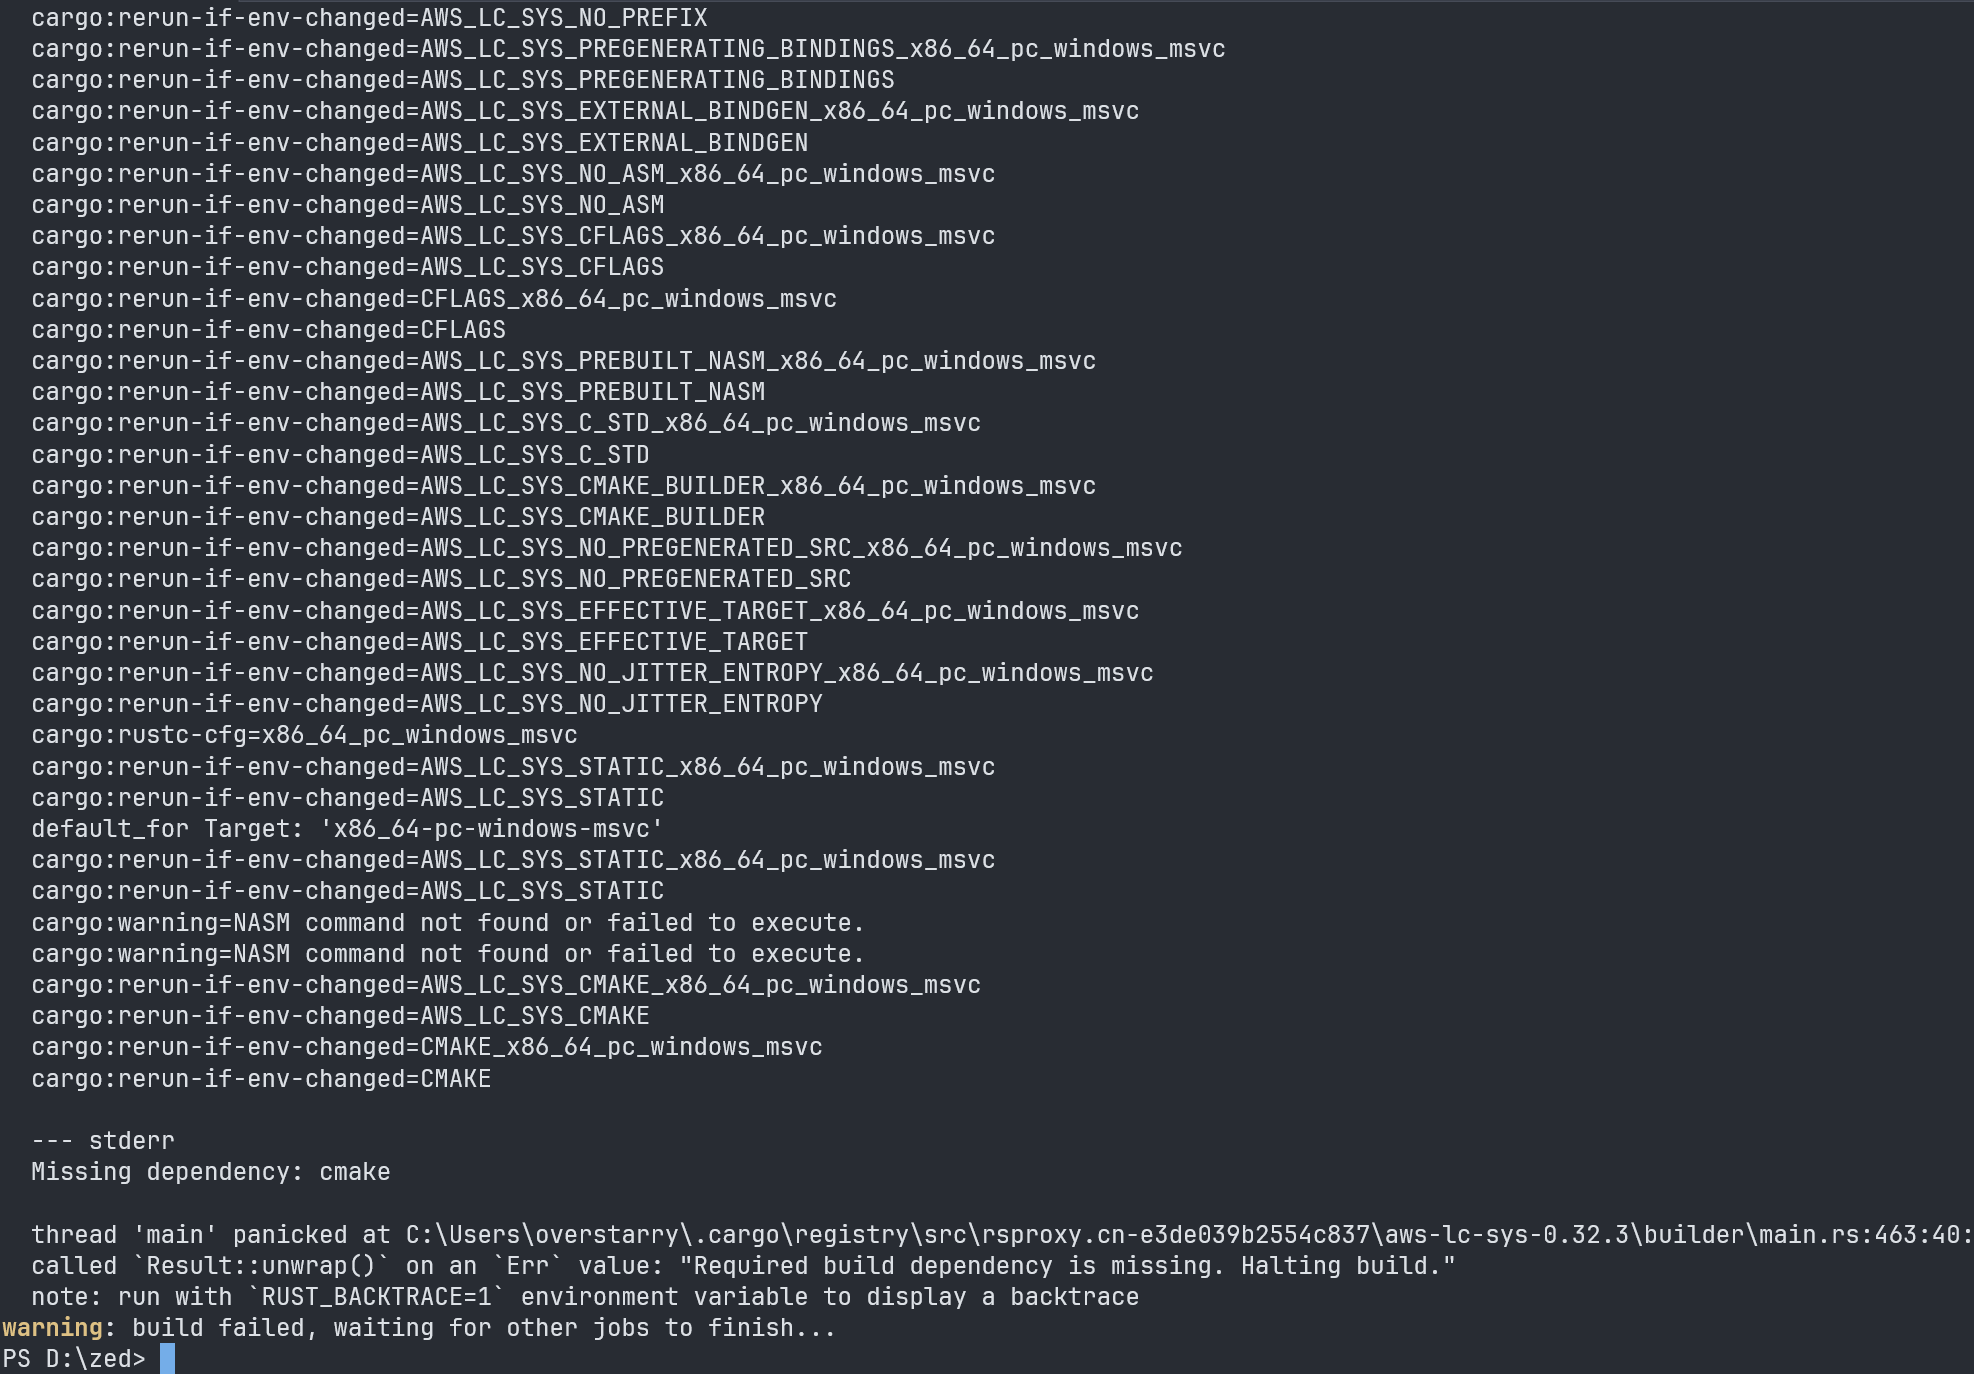 cargo:rerun-if-env-changed=AWS_LC_SYS_NO_PREFIX
cargo:rerun-if-env-changed=AWS_LC_SYS_PREGENERATING_BINDINGS_x86_64_pc_windows_msvc
cargo:rerun-if-env-changed=AWS_LC_SYS_PREGENERATING_BINDINGS
cargo:rerun-if-env-changed=AWS_LC_SYS_EXTERNAL_BINDGEN_x86_64_pc_windows_msvc
cargo:rerun-if-env-changed=AWS_LC_SYS_EXTERNAL_BINDGEN
cargo:rerun-if-env-changed=AWS_LC_SYS_NO_ASM_x86_64_pc_windows_msvc
cargo:rerun-if-env-changed=AWS_LC_SYS_NO_ASM
cargo:rerun-if-env-changed=AWS_LC_SYS_CFLAGS_x86_64_pc_windows_msvc
cargo:rerun-if-env-changed=AWS_LC_SYS_CFLAGS
cargo:rerun-if-env-changed=CFLAGS_x86_64_pc_windows_msvc
cargo:rerun-if-env-changed=CFLAGS
cargo:rerun-if-env-changed=AWS_LC_SYS_PREBUILT_NASM_x86_64_pc_windows_msvc
cargo:rerun-if-env-changed=AWS_LC_SYS_PREBUILT_NASM
cargo:rerun-if-env-changed=AWS_LC_SYS_C_STD_x86_64_pc_windows_msvc
cargo:rerun-if-env-changed=AWS_LC_SYS_C_STD
cargo:rerun-if-env-changed=AWS_LC_SYS_CMAKE_BUILDER_x86_64_pc_windows_msvc
cargo:rerun-if-env-changed=AWS_LC_SYS_CMAKE_BUILDER
cargo:rerun-if-env-changed=AWS_LC_SYS_NO_PREGENERATED_SRC_x86_64_pc_windows_msvc
cargo:rerun-if-env-changed=AWS_LC_SYS_NO_PREGENERATED_SRC
cargo:rerun-if-env-changed=AWS_LC_SYS_EFFECTIVE_TARGET_x86_64_pc_windows_msvc
cargo:rerun-if-env-changed=AWS_LC_SYS_EFFECTIVE_TARGET
cargo:rerun-if-env-changed=AWS_LC_SYS_NO_JITTER_ENTROPY_x86_64_pc_windows_msvc
cargo:rerun-if-env-changed=AWS_LC_SYS_NO_JITTER_ENTROPY
cargo:rustc-cfg=x86_64_pc_windows_msvc
cargo:rerun-if-env-changed=AWS_LC_SYS_STATIC_x86_64_pc_windows_msvc
cargo:rerun-if-env-changed=AWS_LC_SYS_STATIC
default_for Target: 'x86_64-pc-windows-msvc'
cargo:rerun-if-env-changed=AWS_LC_SYS_STATIC_x86_64_pc_windows_msvc
cargo:rerun-if-env-changed=AWS_LC_SYS_STATIC
cargo:warning=NASM command not found or failed to execute.
cargo:warning=NASM command not found or failed to execute.
cargo:rerun-if-env-changed=AWS_LC_SYS_CMAKE_x86_64_pc_windows_msvc
cargo:rerun-if-env-changed=AWS_LC_SYS_CMAKE
cargo:rerun-if-env-changed=CMAKE_x86_64_pc_windows_msvc
cargo:rerun-if-env-changed=CMAKE
--- stderr
Missing dependency: cmake
thread 'main' panicked at C:\Users\overstarry\.cargo\registry\src\rsproxy.cn-e3de039b2554c837\aws-lc-sys-0.32.3\builder\main.rs:463:40:
called `Result::unwrap()` on an `Err` value: "Required build dependency is missing. Halting build."
note: run with `RUST_BACKTRACE=1` environment variable to display a backtrace
warning: build failed, waiting for other jobs to finish...
PS D:\zed>